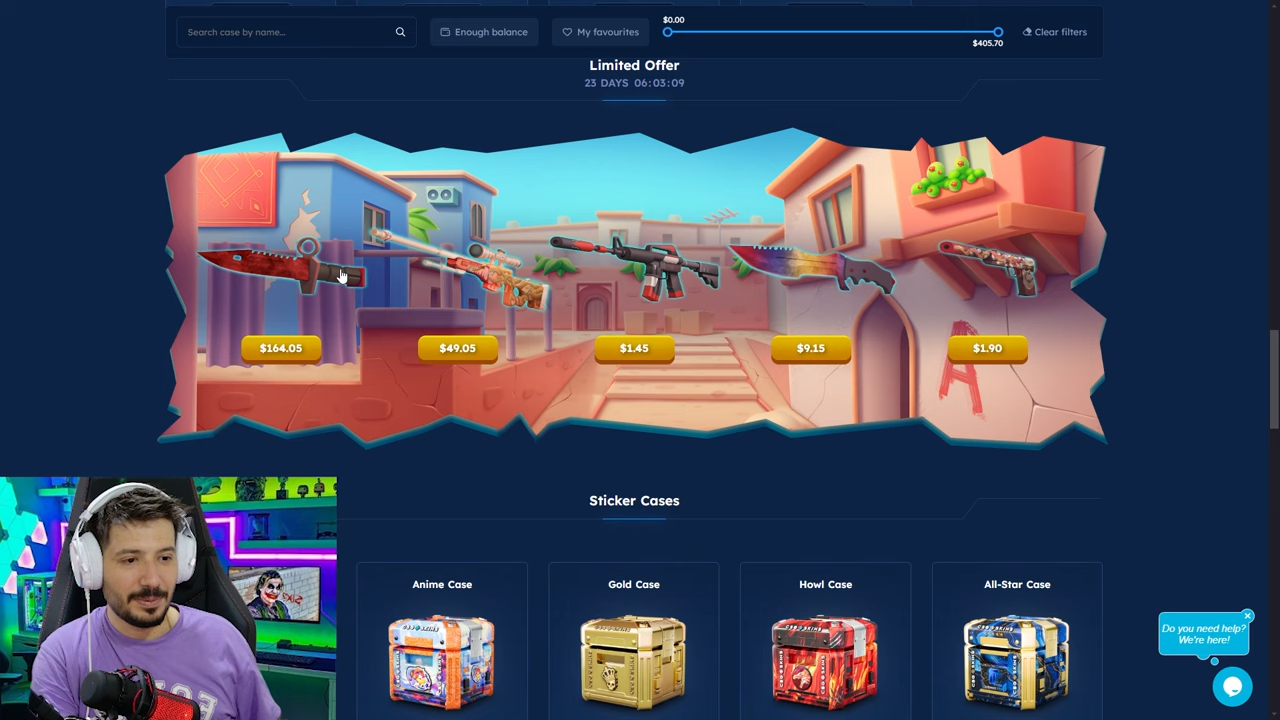 Search case by name...
Enough balance
My favourites
$0.00
$405.70
Clear filters
Limited Offer
23 DAYS 06:03:09
$164.05
$49.05
$1.45
$9.15
$1.90
A
Sticker Cases
Anime Case
Gold Case
Howl Case
All-Star Case
Do you need help?
We're here!